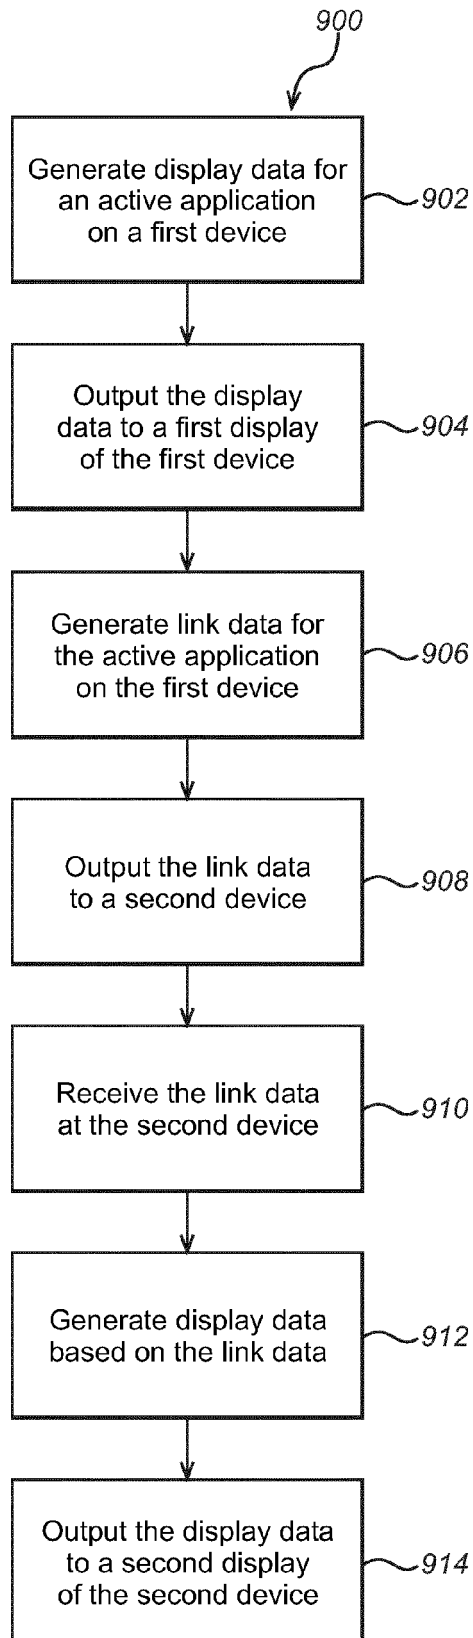 900
Generate display data for
an active application
on a first device
902
Output the display
data to a first display
of the first device
904
Generate link data for
the active application
on the first device
906
Output the link data
to a second device
908
Receive the link data
at the second device
910
Generate display data
based on the link data
912
Output the display data
to a second display
of the second device
914